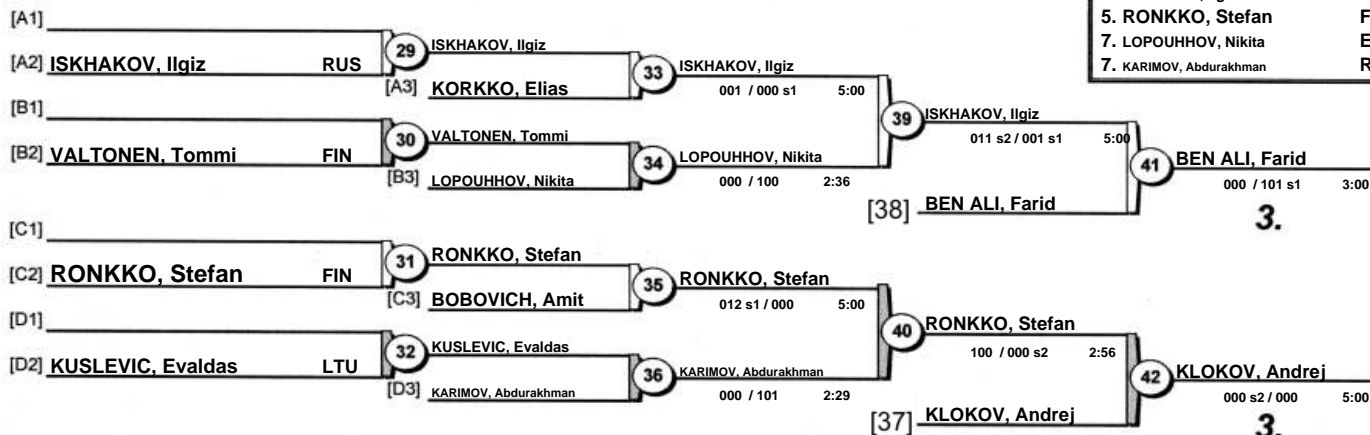 5. RONKKO, Stefan F
7. LOPOUHHOV, Nikita E
7. KARIMOV, Abdurakhman R
[A1]
[A2] ISKHAKOV, Ilgiz RUS
29 ISKHAKOV, Ilgiz
[A3] KORKKO, Elias
33 ISKHAKOV, Ilgiz
001 / 000 s1 5:00
[B1]
[B2] VALTONEN, Tommi FIN
30 VALTONEN, Tommi
[B3] LOPOUHHOV, Nikita
34 LOPOUHHOV, Nikita
000 / 100 2:36
39 ISKHAKOV, Ilgiz
011 s2 / 001 s1 5:00
[38] BEN ALI, Farid
41 BEN ALI, Farid
000 / 101 s1 3:00
3.
[C1]
[C2] RONKKO, Stefan FIN
31 RONKKO, Stefan
[C3] BOBOVICH, Amit
35 RONKKO, Stefan
012 s1 / 000 5:00
[D1]
[D2] KUSLEVIC, Evaldas LTU
32 KUSLEVIC, Evaldas
[D3] KARIMOV, Abdurakhman
36 KARIMOV, Abdurakhman
000 / 101 2:29
40 RONKKO, Stefan
100 / 000 s2 2:56
[37] KLOKOV, Andrej
42 KLOKOV, Andrej
000 s2 / 000 5:00
3.